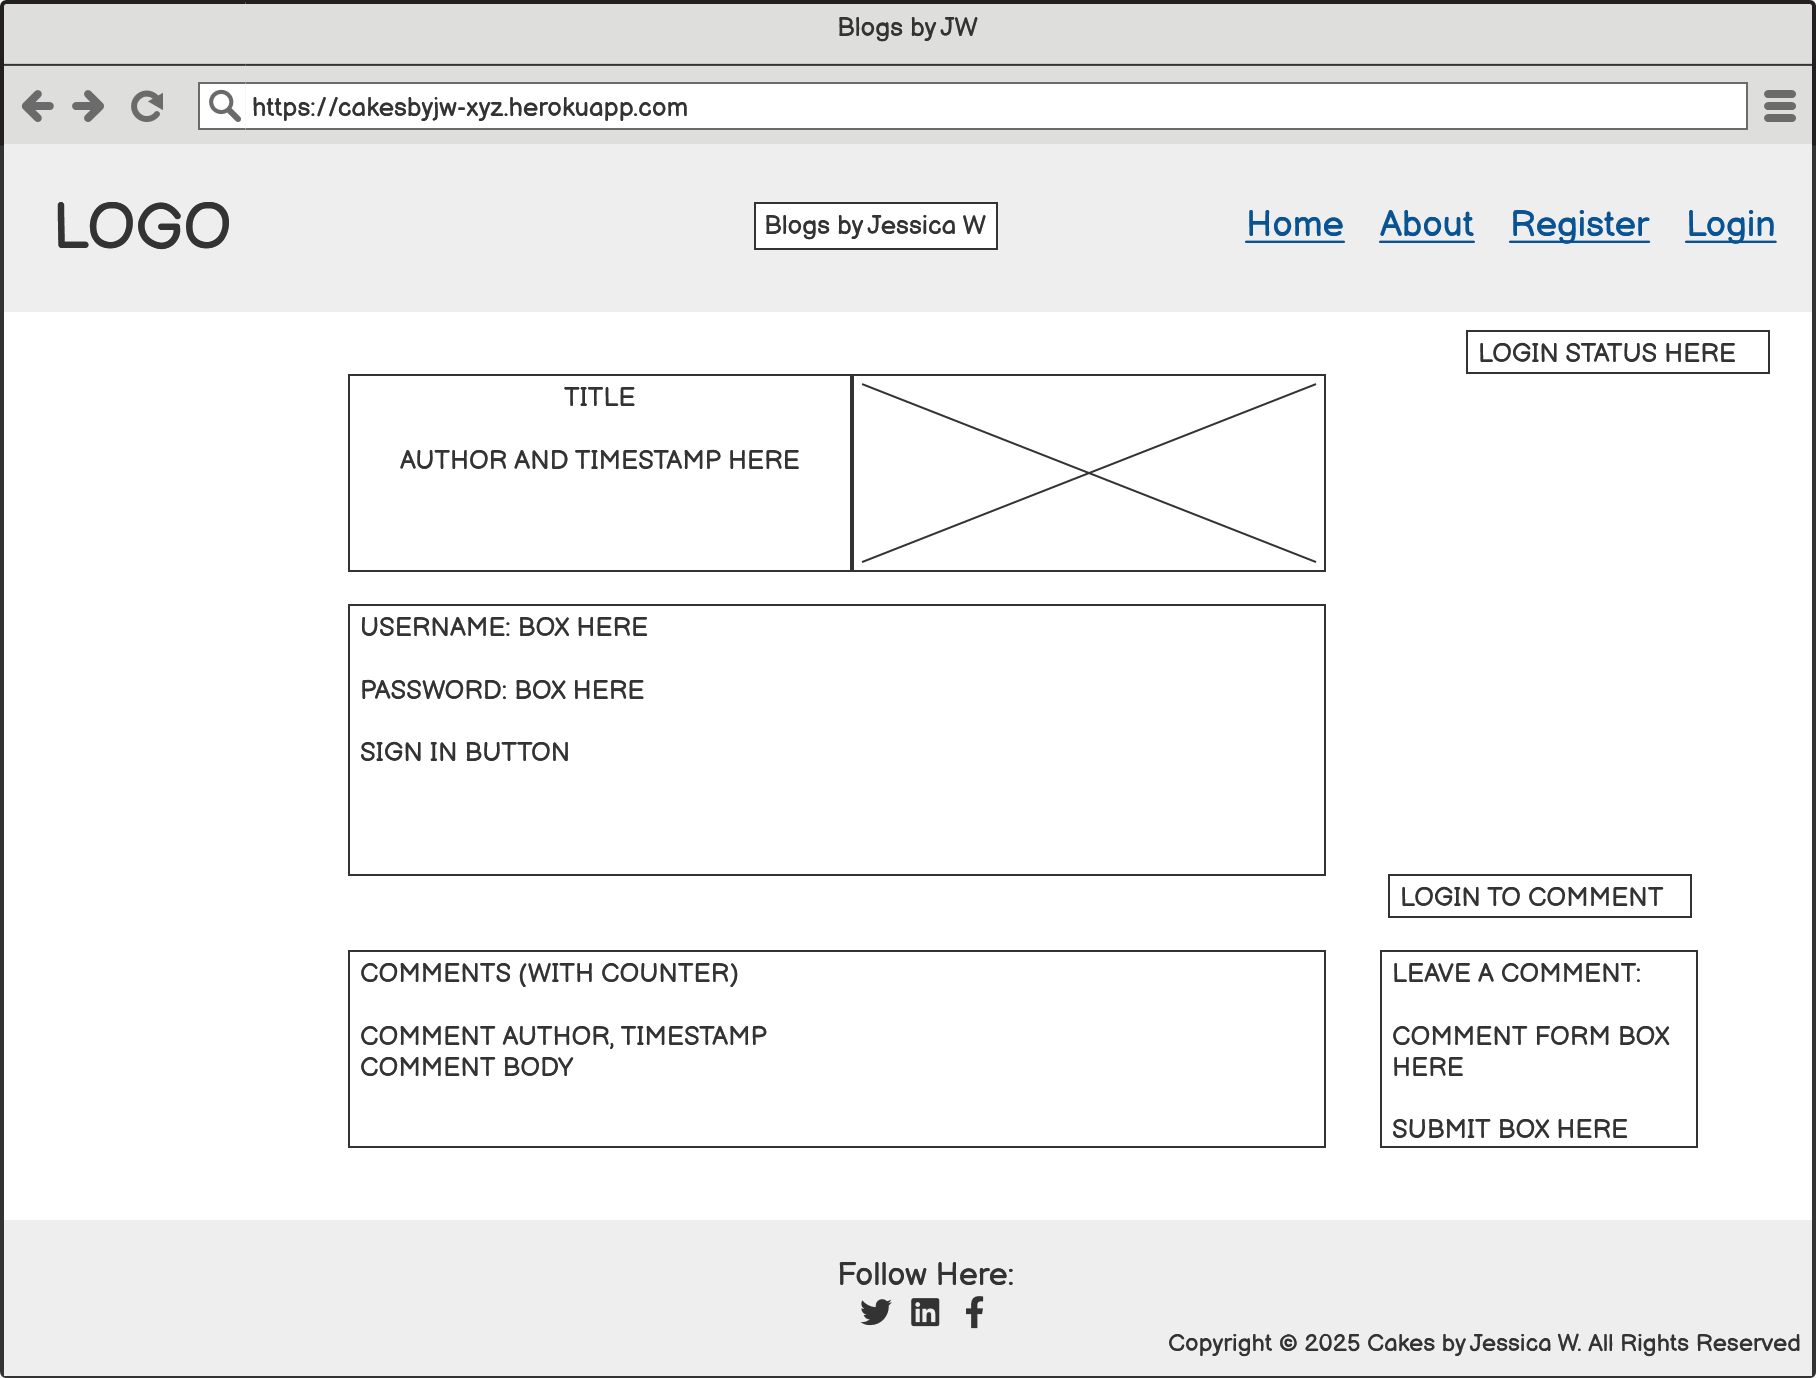 Blogs by JW
https://cakesbyjw-xyz.herokuapp.com
LOGO
Blogs by Jessica W
Home About Register Login
LOGIN STATUS HERE
TITLE
AUTHOR AND TIMESTAMP HERE
USERNAME: BOX HERE
PASSWORD: BOX HERE
SIGN IN BUTTON
LOGIN TO COMMENT
COMMENTS (WITH COUNTER)
COMMENT AUTHOR, TIMESTAMP
COMMENT BODY
LEAVE A COMMENT:
COMMENT FORM BOX
HERE
SUBMIT BOX HERE
Follow Here:
Copyright © 2025 Cakes by Jessica W. All Rights Reserved